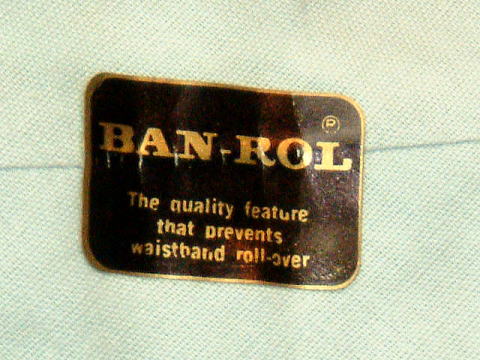 BAN-ROL®
The quality feature
that prevents
waistband roll-over